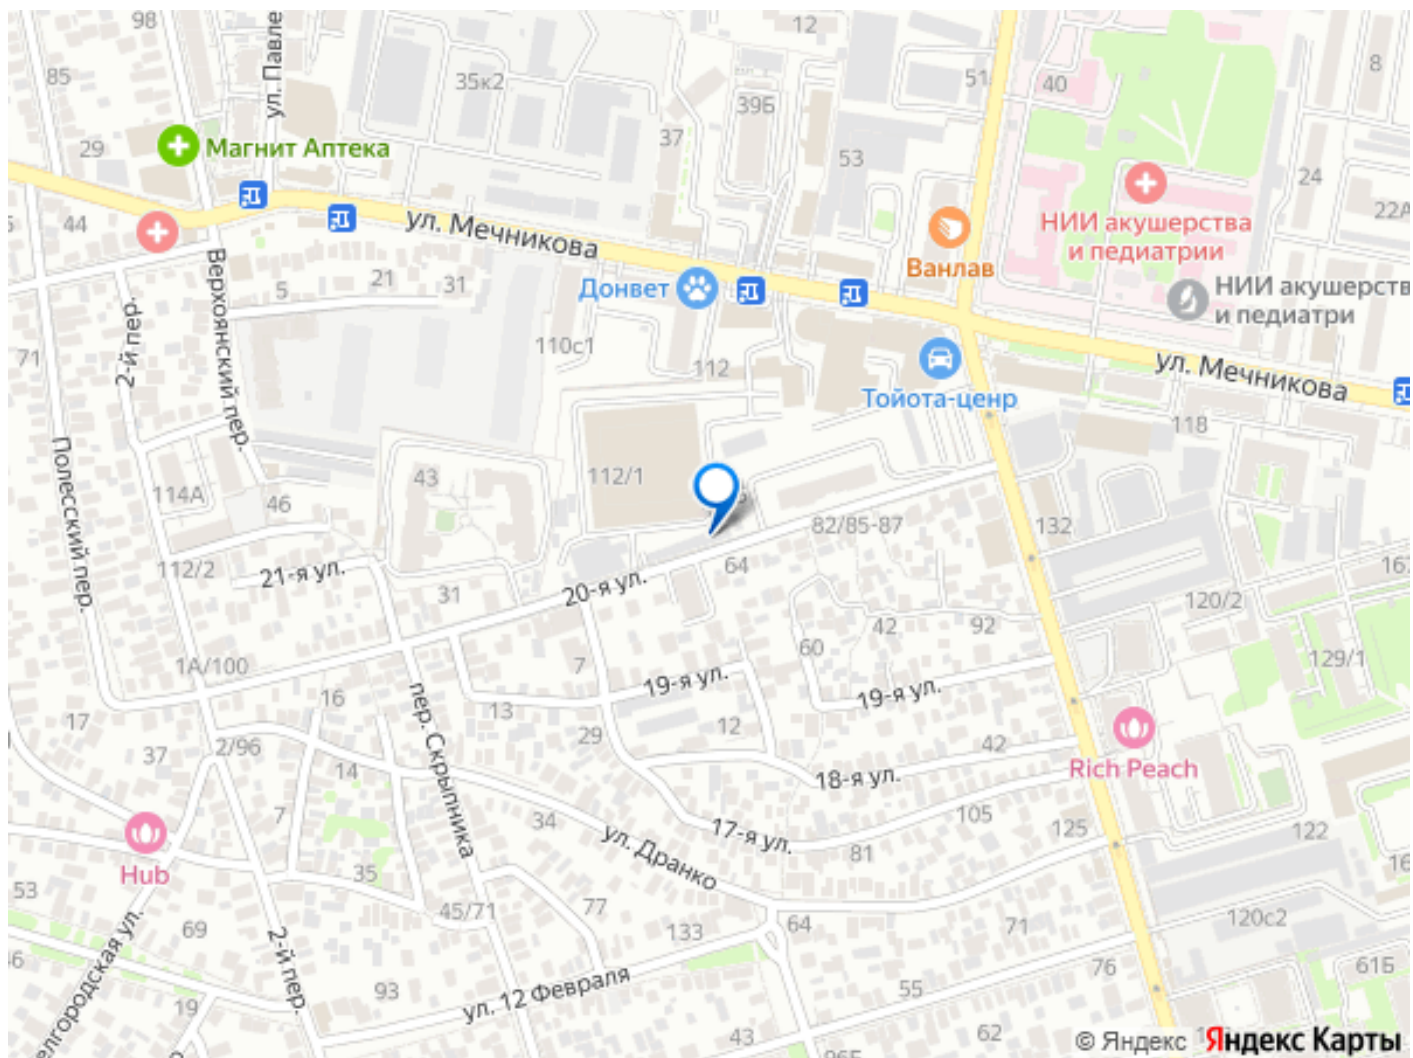 98
12
85
35к2
ул. Павле
51
40
8
39Б
29
Магнит Аптека
37
53
24
44
ул. Мечникова
НИИ акушерства
и педиатрии
22А
Ванлав
Верхоянский пер.
21
31
5
Донвет
НИИ акушерств
и педиатри
2-й пер.
71
110с1
112
ул. Мечникова
Тойота-ценр
118
Полесский пер.
43
112/1
114А
46
82/85-87
132
112/2
21-я ул.
64
20-я ул.
31
167
120/2
42
92
60
1А/100
7
129/1
19-я ул.
19-я ул.
16
пер. Скрыпника
13
17
12
29
2/96
37
42
14
18-я ул.
Rich Peach
7
34
105
125
17-я ул.
122
ул. Дранко
81
Hub
35
16
53
45/71
77
64
71
120с2
69
133
2-й пер.
елгородская ул.
76
61Б
93
55
ул. 12 Февраля
19
43
62
© Яндекс
Яндекс Карты